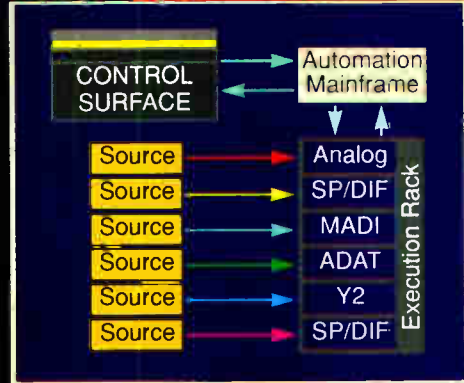 CONTROL
SURFACE
Automation
Mainframe
Source
Analog
Source
SP/DIF
Source
MADI
Source
ADAT
Source
Y2
Source
SP/DIF
Execution Rack